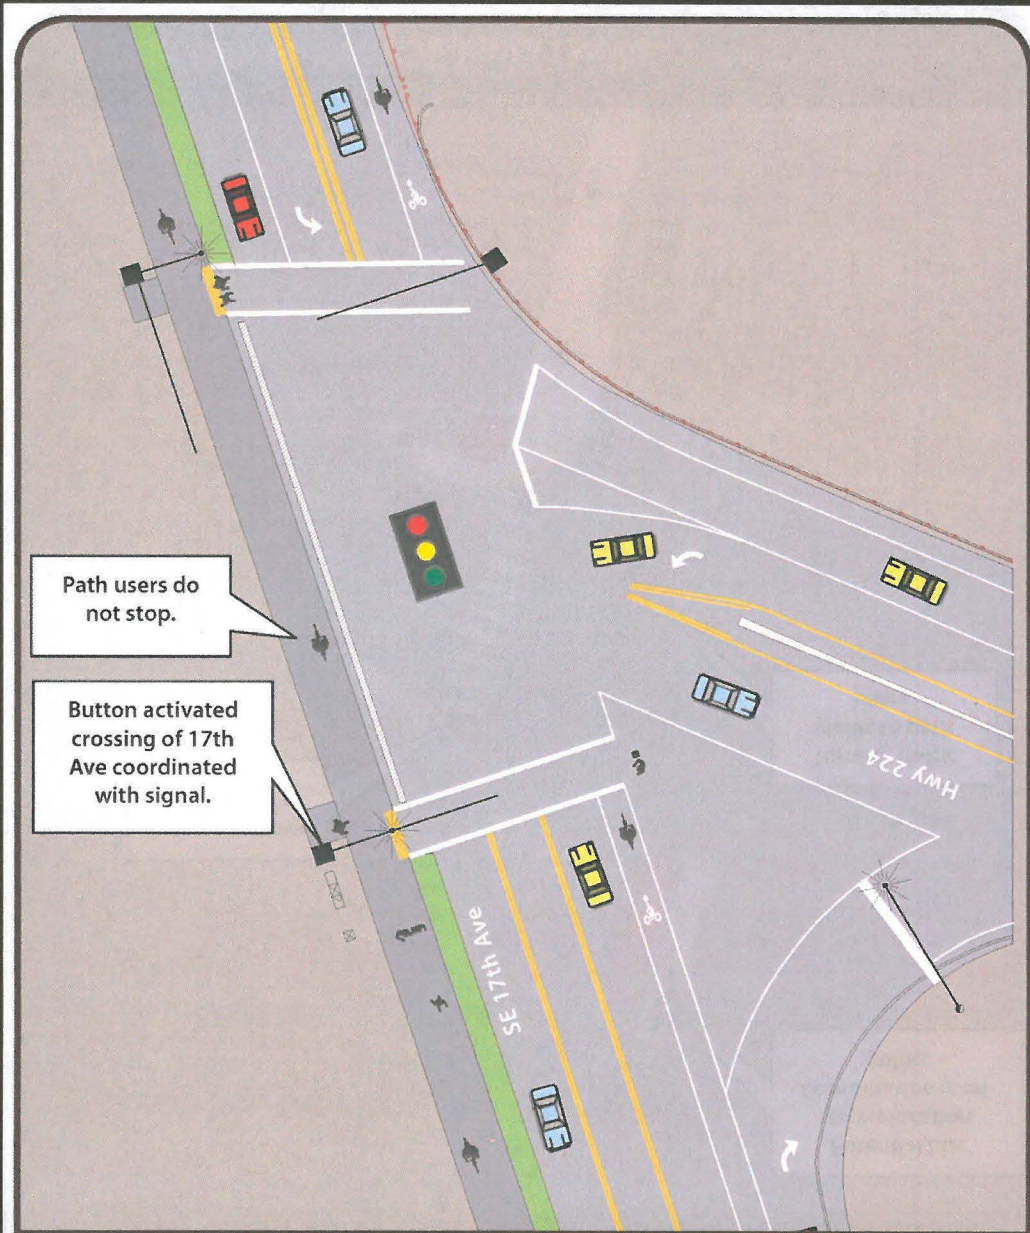 Path users do
not stop.
Button activated
crossing of 17th
Ave coordinated
with signal.
Hwy 224
SE 17th Ave